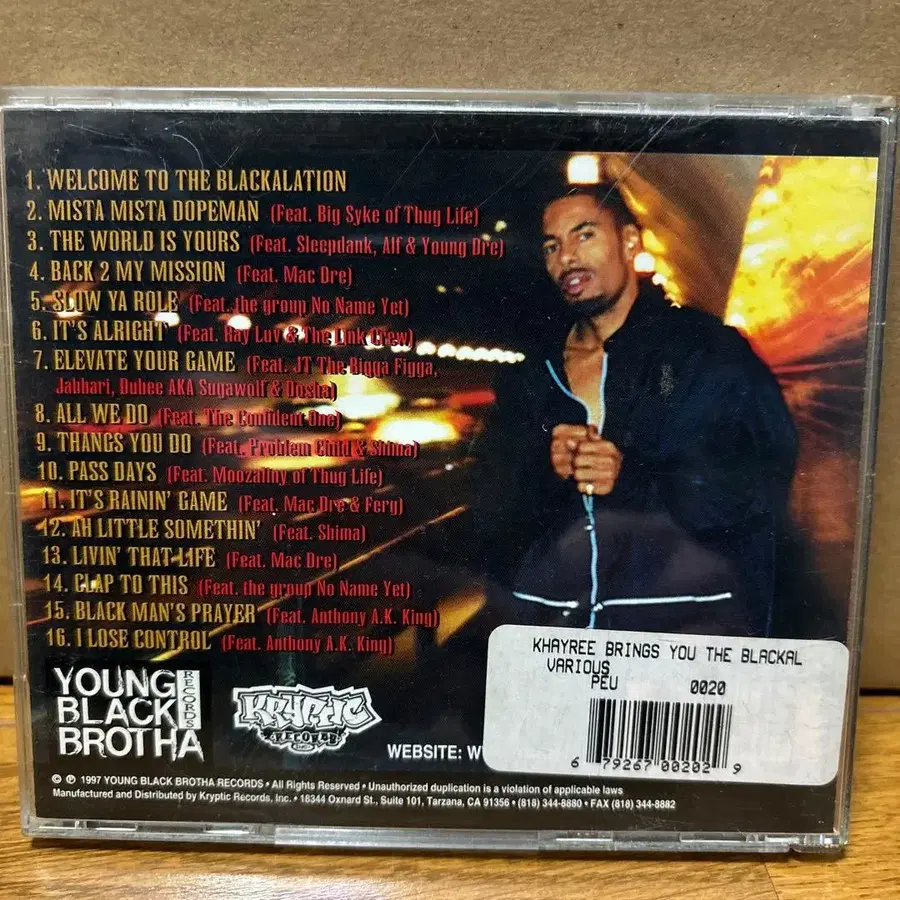 1. WELCOME TO THE BLACKALATION
2. MISTA MISTA DOPEMAN (Feat. Big Syke of Thug Life)
3. THE WORLD IS YOURS (Feat. Sleepdank, Alf & Young Dre)
4. BACK 2 MY MISSION (Feat. Mac Dre)
5. SLOW YA ROLE (Feat. the group No Name Yet)
6. IT'S ALRIGHT (Feat. Ray Luv & The Link Crew)
7. ELEVATE YOUR GAME (Feat. JT The Bigga Figga,
Jabhari, Dubee AKA Sugawolf & Dosha)
8. ALL WE DO (Feat. The Confident One)
9. THANGS YOU DO (Feat. Problem Child & Shima)
10. PASS DAYS (Feat. Moozaliny of Thug Life)
11. IT'S RAININ' GAME (Feat. Mac Dre & Fery)
12. AH LITTLE SOMETHIN' (Feat. Shima)
13. LIVIN' THAT LIFE (Feat. Mac Dre)
14. CLAP TO THIS (Feat. the group No Name Yet)
15. BLACK MAN'S PRAYER (Feat. Anthony A.K. King)
16. I LOSE CONTROL (Feat. Anthony A.K. King)
YOUNG
BLACK
BROTHA
RECORDS
KRYPTIC
RECORDS
WEBSITE: W
KHAYREE BRINGS YOU THE BLACKAL
VARIOUS
PEU 0020
6 79267 00202 9
© ℗ 1997 YOUNG BLACK BROTHA RECORDS • All Rights Reserved • Unauthorized duplication is a violation of applicable laws
Manufactured and Distributed by Kryptic Records, Inc. • 18344 Oxnard St., Suite 101, Tarzana, CA 91356 • (818) 344-8880 • FAX (818) 344-8882